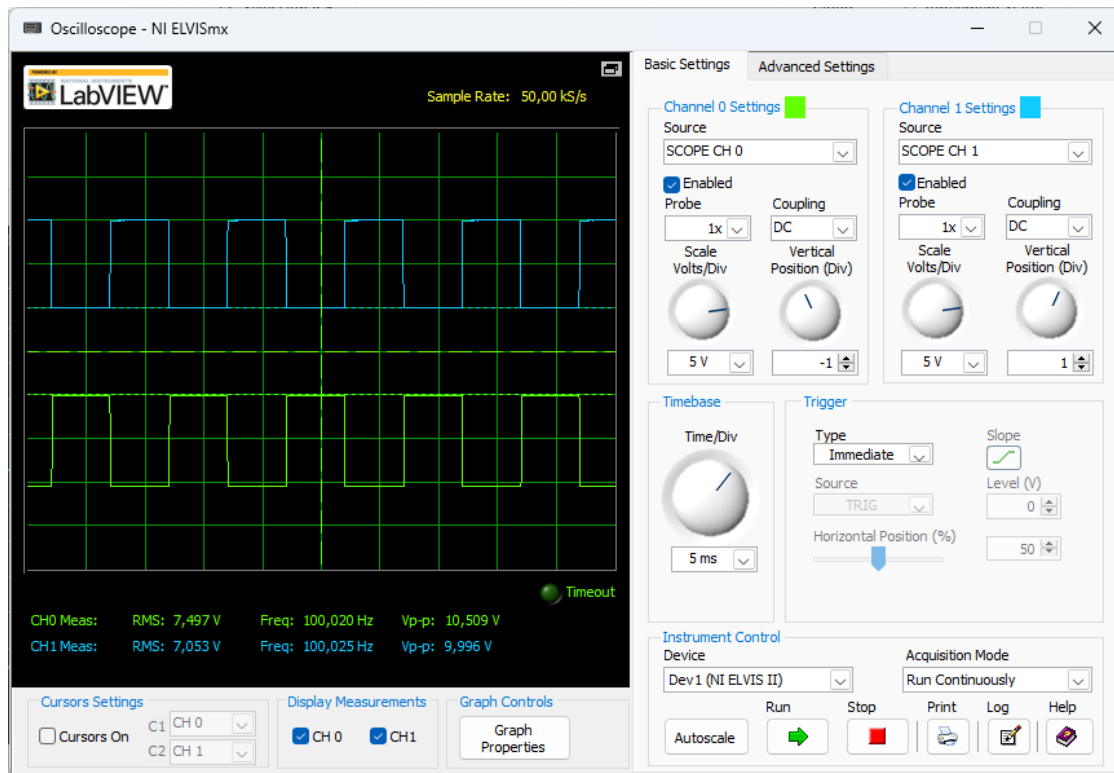 Oscilloscope - NI ELVISmx
POWERED BY
NATIONAL INSTRUMENTS
LabVIEW™
Sample Rate: 50,00 kS/s
Timeout
CH0 Meas: RMS: 7,497 V Freq: 100,020 Hz Vp-p: 10,509 V
CH1 Meas: RMS: 7,053 V Freq: 100,025 Hz Vp-p: 9,996 V
Cursors Settings
Cursors On
C1 CH 0
C2 CH 1
Display Measurements
CH 0 CH1
Graph Controls
Graph
Properties
Basic Settings Advanced Settings
Channel 0 Settings
Source
SCOPE CH 0
Enabled
Probe Coupling
1x DC
Scale Vertical
Volts/Div Position (Div)
5 V -1
Channel 1 Settings
Source
SCOPE CH 1
Enabled
Probe Coupling
1x DC
Scale Vertical
Volts/Div Position (Div)
5 V 1
Timebase
Time/Div
5 ms
Trigger
Type Slope
Immediate
Source Level (V)
TRIG 0
Horizontal Position (%)
50
Instrument Control
Device Acquisition Mode
Dev1 (NI ELVIS II) Run Continuously
Run Stop Print Log Help
Autoscale